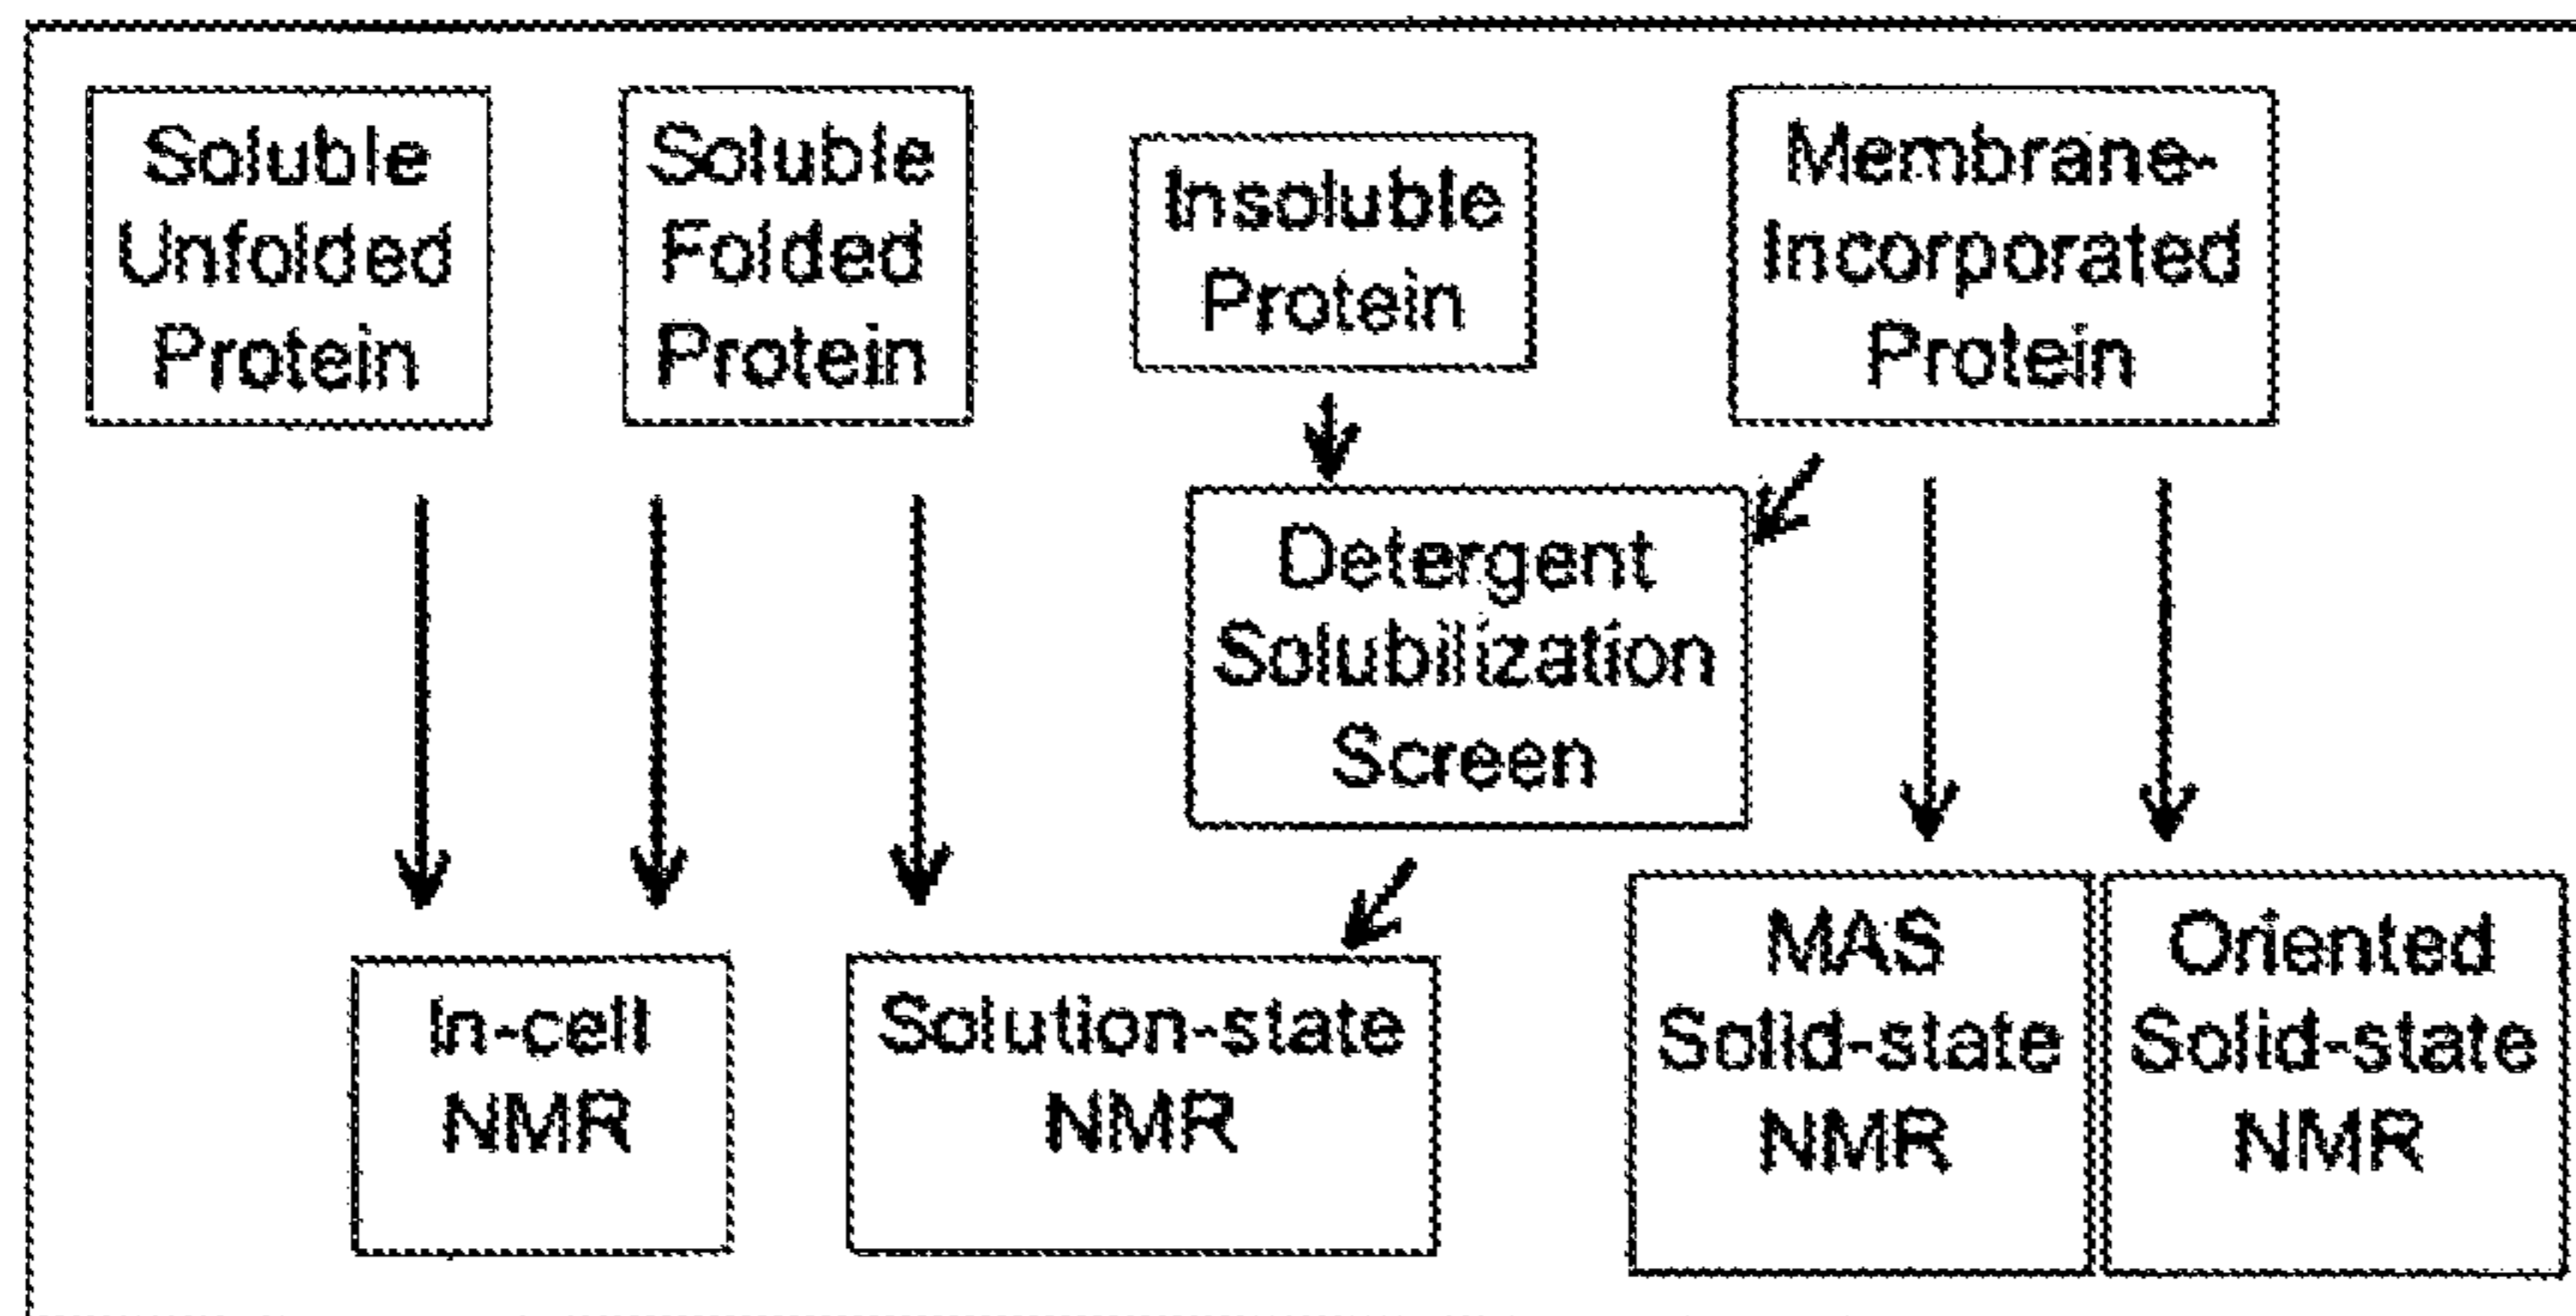 Soluble
Unfolded
Protein
Soluble
Folded
Protein
Insoluble
Protein
Membrane-
Incorporated
Protein
Detergent
Solubilization
Screen
In-cell
NMR
Solution-state
NMR
MAS
Solid-state
NMR
Oriented
Solid-state
NMR